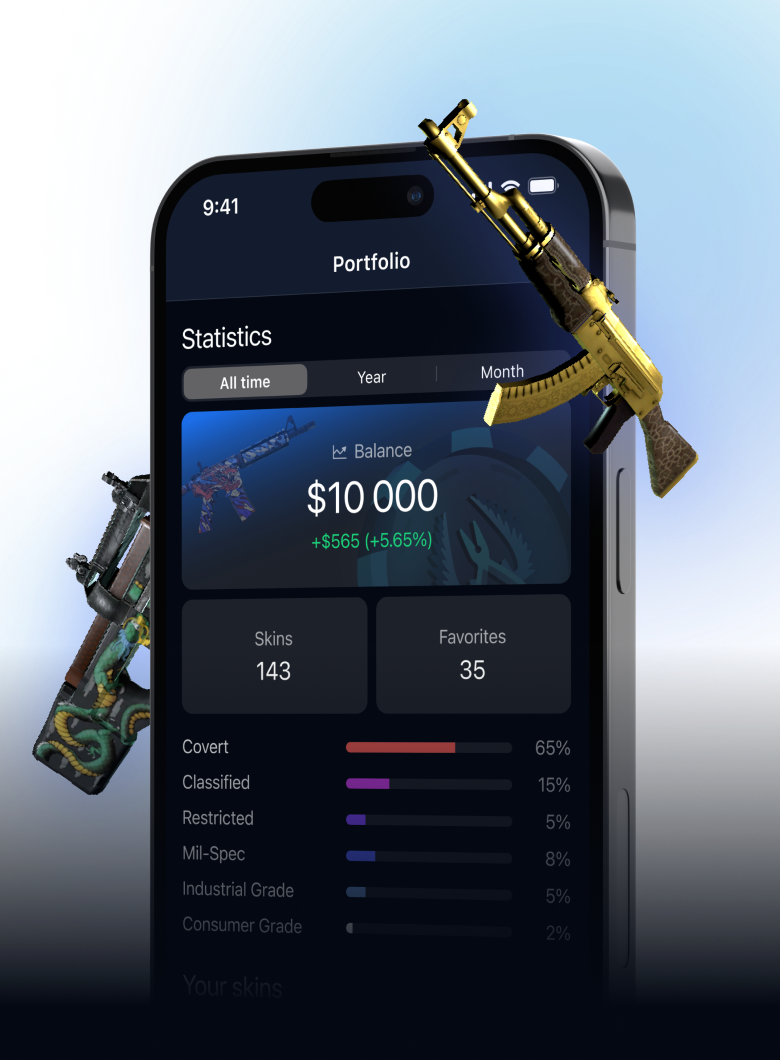 9:41
Portfolio
Statistics
All time Year Month
Balance
$10 000
+$565 (+5.65%)
Skins Favorites
143 35
Covert 65%
Classified 15%
Restricted 5%
Mil-Spec 8%
Industrial Grade 5%
Consumer Grade 2%
Your skins